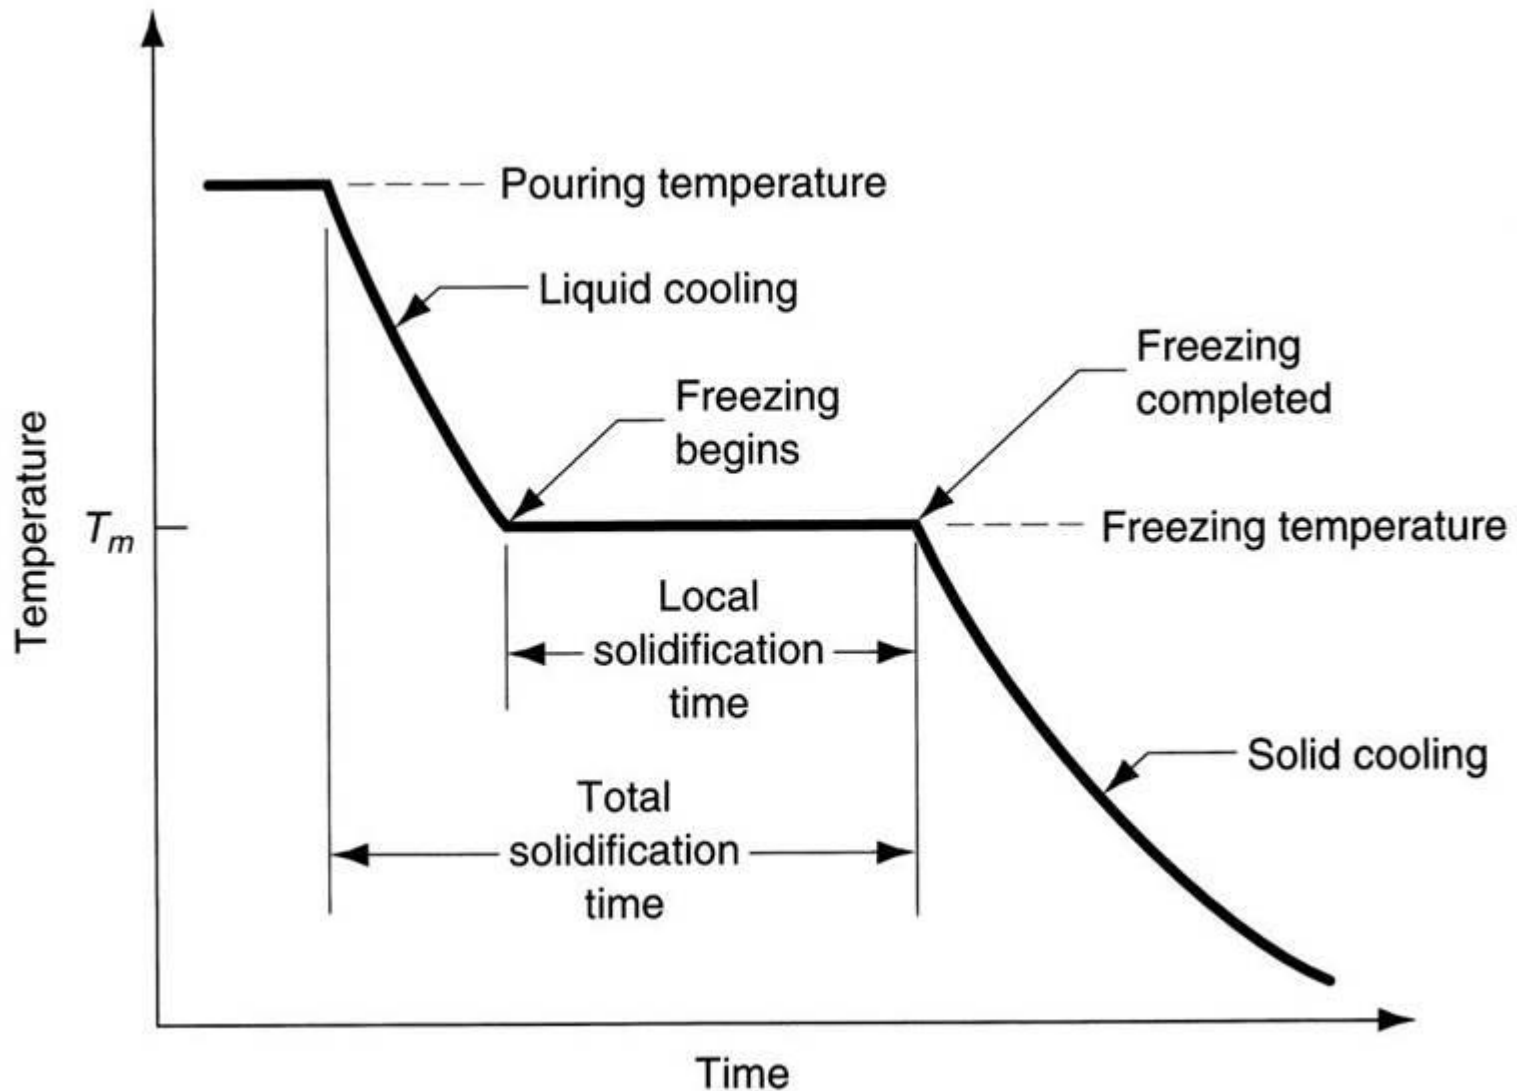 Pouring temperature
Liquid cooling
Freezing
begins
Freezing
completed
Temperature
Tm
Freezing temperature
Local
solidification
time
Solid cooling
Total
solidification
time
Time